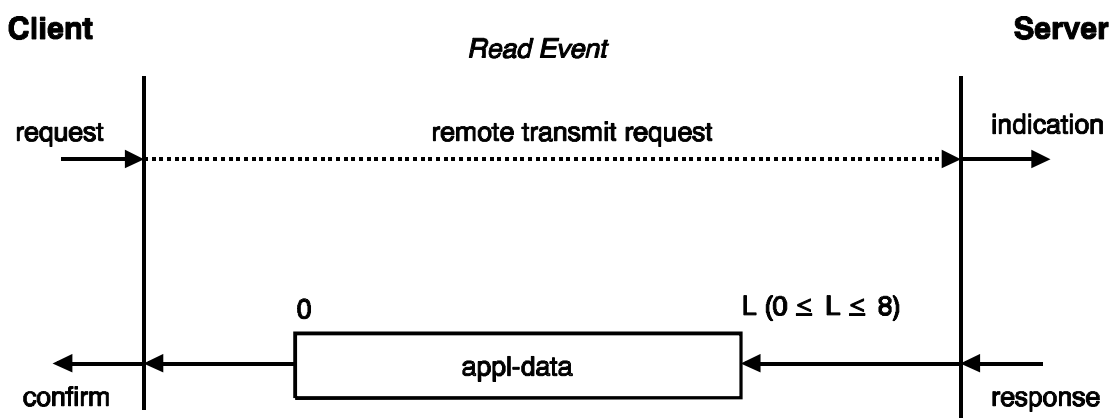 Client
Server
Read Event
request
remote transmit request
indication
0
L (0 ≤ L ≤ 8)
appl-data
confirm
response